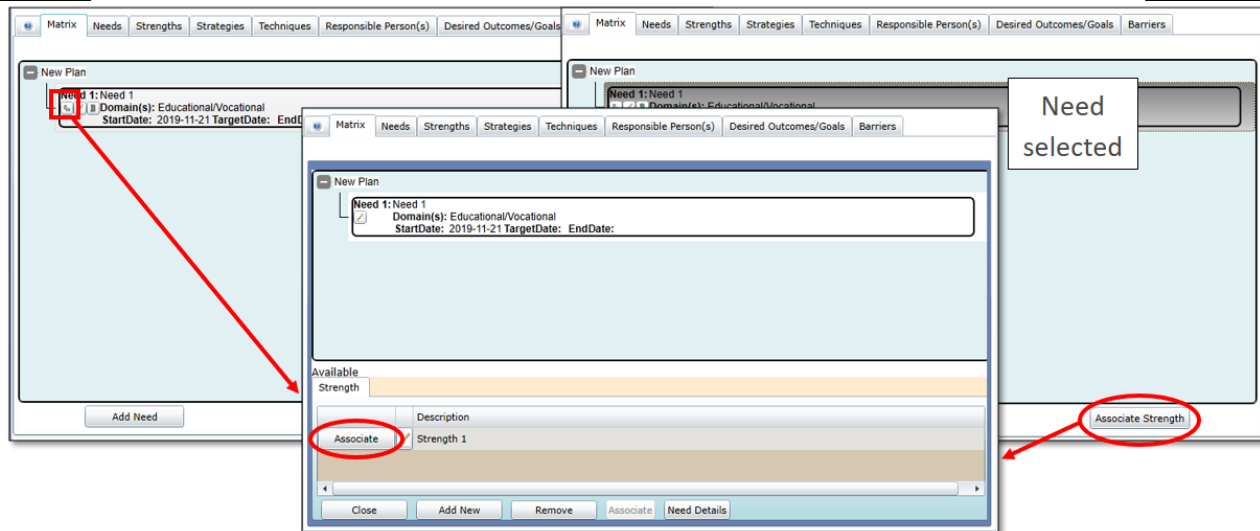 Matrix Needs Strengths Strategies Techniques Responsible Person(s) Desired Outcomes/Goals
New Plan
Need 1: Need 1
Domain(s): Educational/Vocational
StartDate: 2019-11-21 TargetDate: EndD
Add Need
Matrix Needs Strengths Strategies Techniques Responsible Person(s) Desired Outcomes/Goals Barriers
New Plan
Need 1: Need 1
Domain(s): Educational/Vocational
Need
selected
Associate Strength
Matrix Needs Strengths Strategies Techniques Responsible Person(s) Desired Outcomes/Goals Barriers
New Plan
Need 1: Need 1
Domain(s): Educational/Vocational
StartDate: 2019-11-21 TargetDate: EndDate:
Available
Strength
Description
Associate Strength 1
Close Add New Remove Associate Need Details